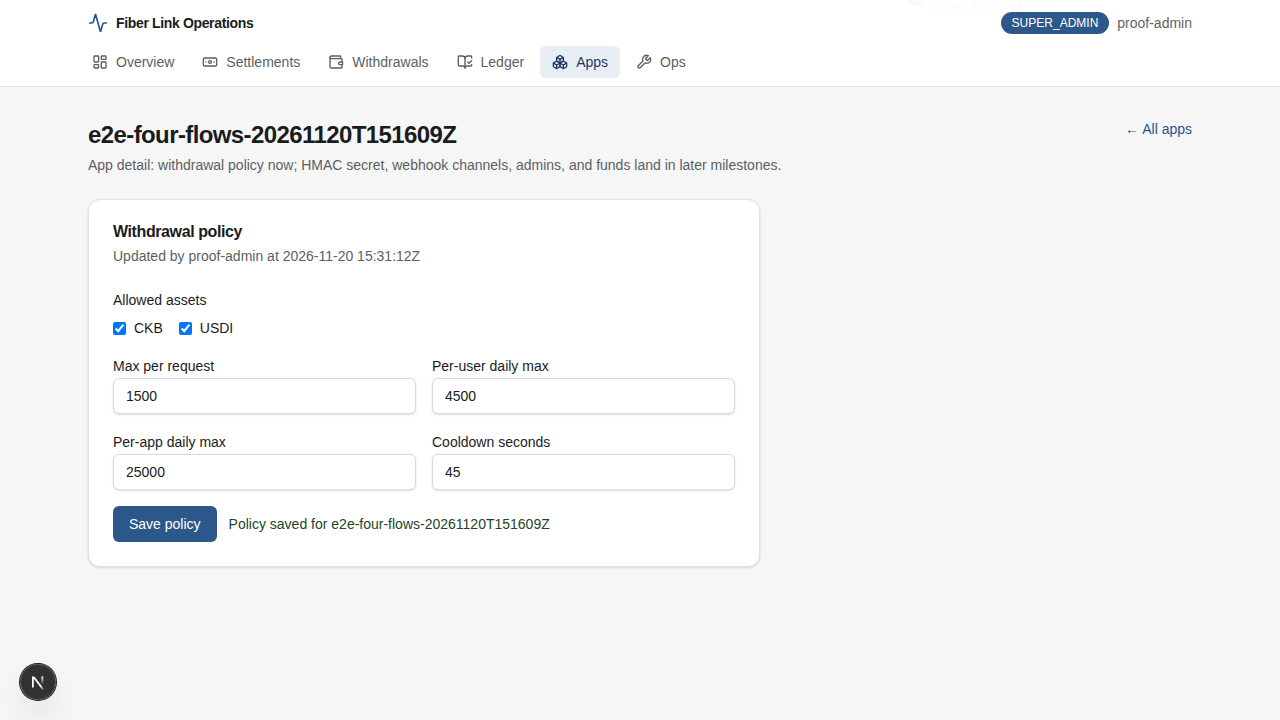 Fiber Link Operations
SUPER_ADMIN proof-admin
Overview Settlements Withdrawals Ledger Apps Ops
e2e-four-flows-20261120T151609Z
← All apps
App detail: withdrawal policy now; HMAC secret, webhook channels, admins, and funds land in later milestones.
Withdrawal policy
Updated by proof-admin at 2026-11-20 15:31:12Z
Allowed assets
CKB USDI
Max per request Per-user daily max
1500 4500
Per-app daily max Cooldown seconds
25000 45
Save policy Policy saved for e2e-four-flows-20261120T151609Z
N